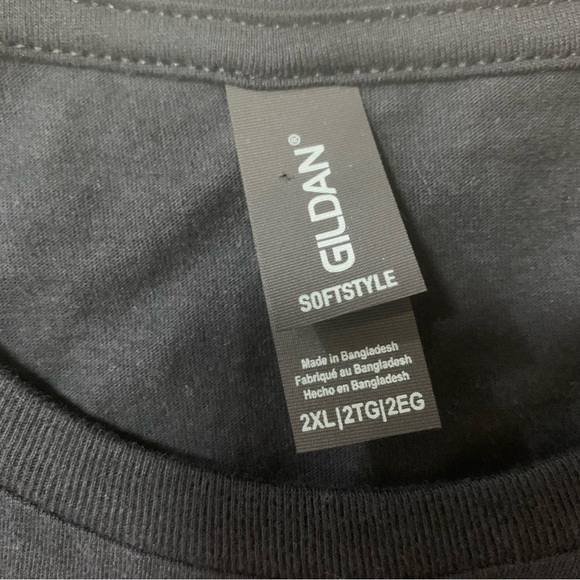 GILDAN®
SOFTSTYLE
Made in Bangladesh
Fabriqué au Bangladesh
Hecho en Bangladesh
2XL|2TG|2EG